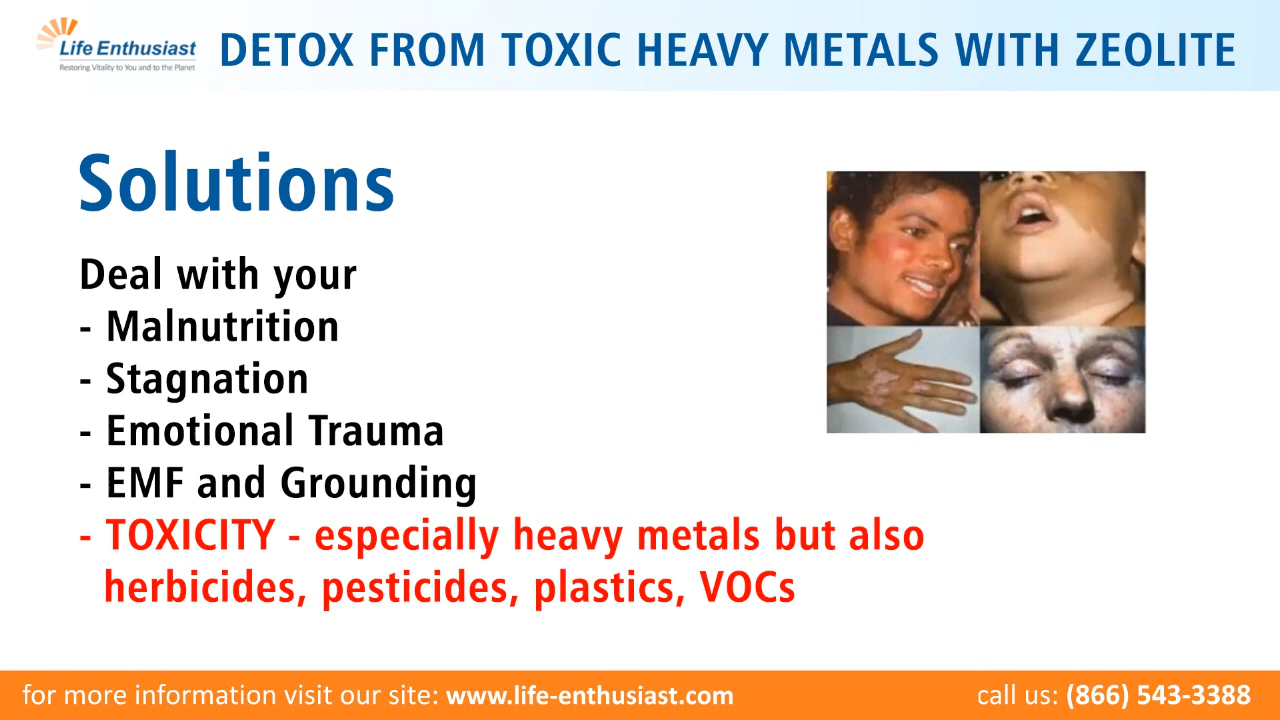 Life Enthusiast
Restoring Vitality to You and to the Planet
DETOX FROM TOXIC HEAVY METALS WITH ZEOLITE
Solutions
Deal with your
- Malnutrition
- Stagnation
- Emotional Trauma
- EMF and Grounding
- TOXICITY - especially heavy metals but also
herbicides, pesticides, plastics, VOCs
for more information visit our site: www.life-enthusiast.com
call us: (866) 543-3388